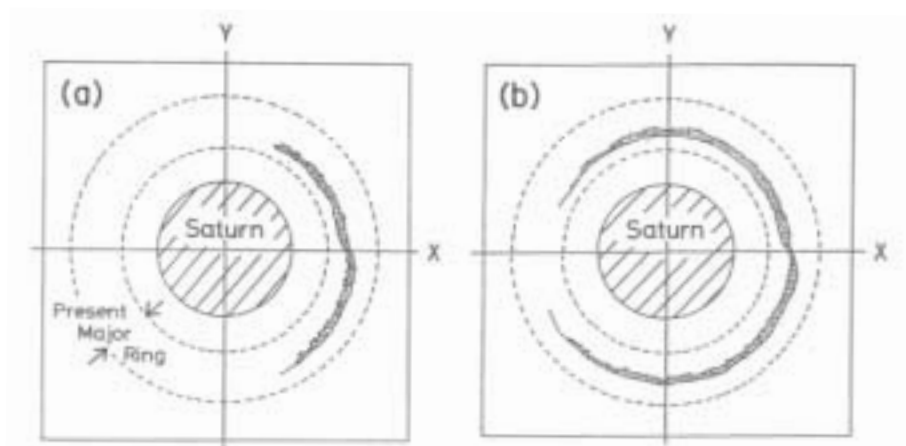 Y
(a)
Saturn
X
Present
Major
Ring
Y
(b)
Saturn
X